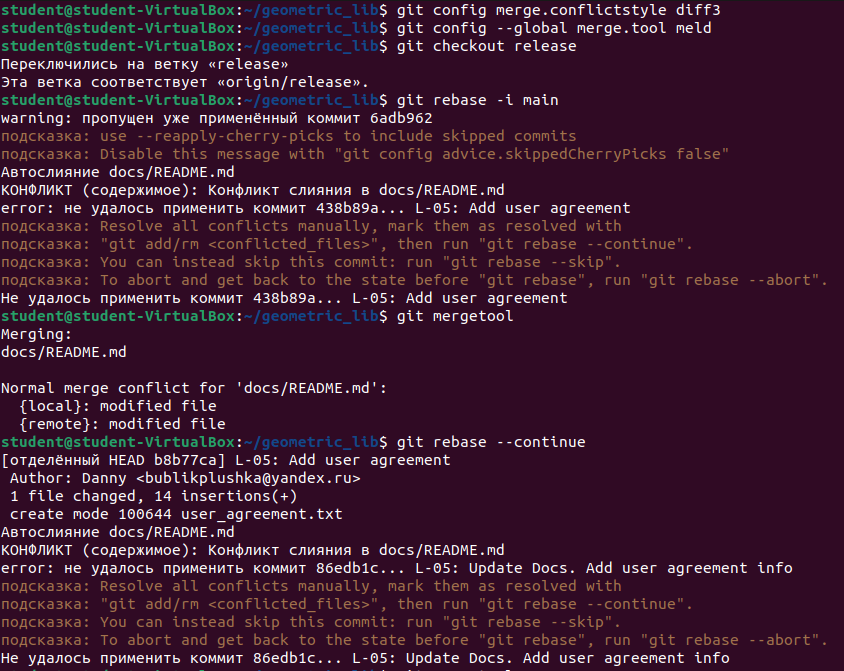 student@student-VirtualBox:~/geometric_lib$ git config merge.conflictstyle diff3
student@student-VirtualBox:~/geometric_lib$ git config --global merge.tool meld
student@student-VirtualBox:~/geometric_lib$ git checkout release
Переключились на ветку «release»
Эта ветка соответствует «origin/release».
student@student-VirtualBox:~/geometric_lib$ git rebase -i main
warning: пропущен уже применённый коммит 6adb962
подсказка: use --reapply-cherry-picks to include skipped commits
подсказка: Disable this message with "git config advice.skippedCherryPicks false"
Автослияние docs/README.md
КОНФЛИКТ (содержимое): Конфликт слияния в docs/README.md
error: не удалось применить коммит 438b89a... L-05: Add user agreement
подсказка: Resolve all conflicts manually, mark them as resolved with
подсказка: "git add/rm <conflicted_files>", then run "git rebase --continue".
подсказка: You can instead skip this commit: run "git rebase --skip".
подсказка: To abort and get back to the state before "git rebase", run "git rebase --abort".
Не удалось применить коммит 438b89a... L-05: Add user agreement
student@student-VirtualBox:~/geometric_lib$ git mergetool
Merging:
docs/README.md

Normal merge conflict for 'docs/README.md':
  {local}: modified file
  {remote}: modified file
student@student-VirtualBox:~/geometric_lib$ git rebase --continue
[отделённый HEAD b8b77ca] L-05: Add user agreement
 Author: Danny <bublikplushka@yandex.ru>
 1 file changed, 14 insertions(+)
 create mode 100644 user_agreement.txt
Автослияние docs/README.md
КОНФЛИКТ (содержимое): Конфликт слияния в docs/README.md
error: не удалось применить коммит 86edb1c... L-05: Update Docs. Add user agreement info
подсказка: Resolve all conflicts manually, mark them as resolved with
подсказка: "git add/rm <conflicted_files>", then run "git rebase --continue".
подсказка: You can instead skip this commit: run "git rebase --skip".
подсказка: To abort and get back to the state before "git rebase", run "git rebase --abort".
Не удалось применить коммит 86edb1c... L-05: Update Docs. Add user agreement info